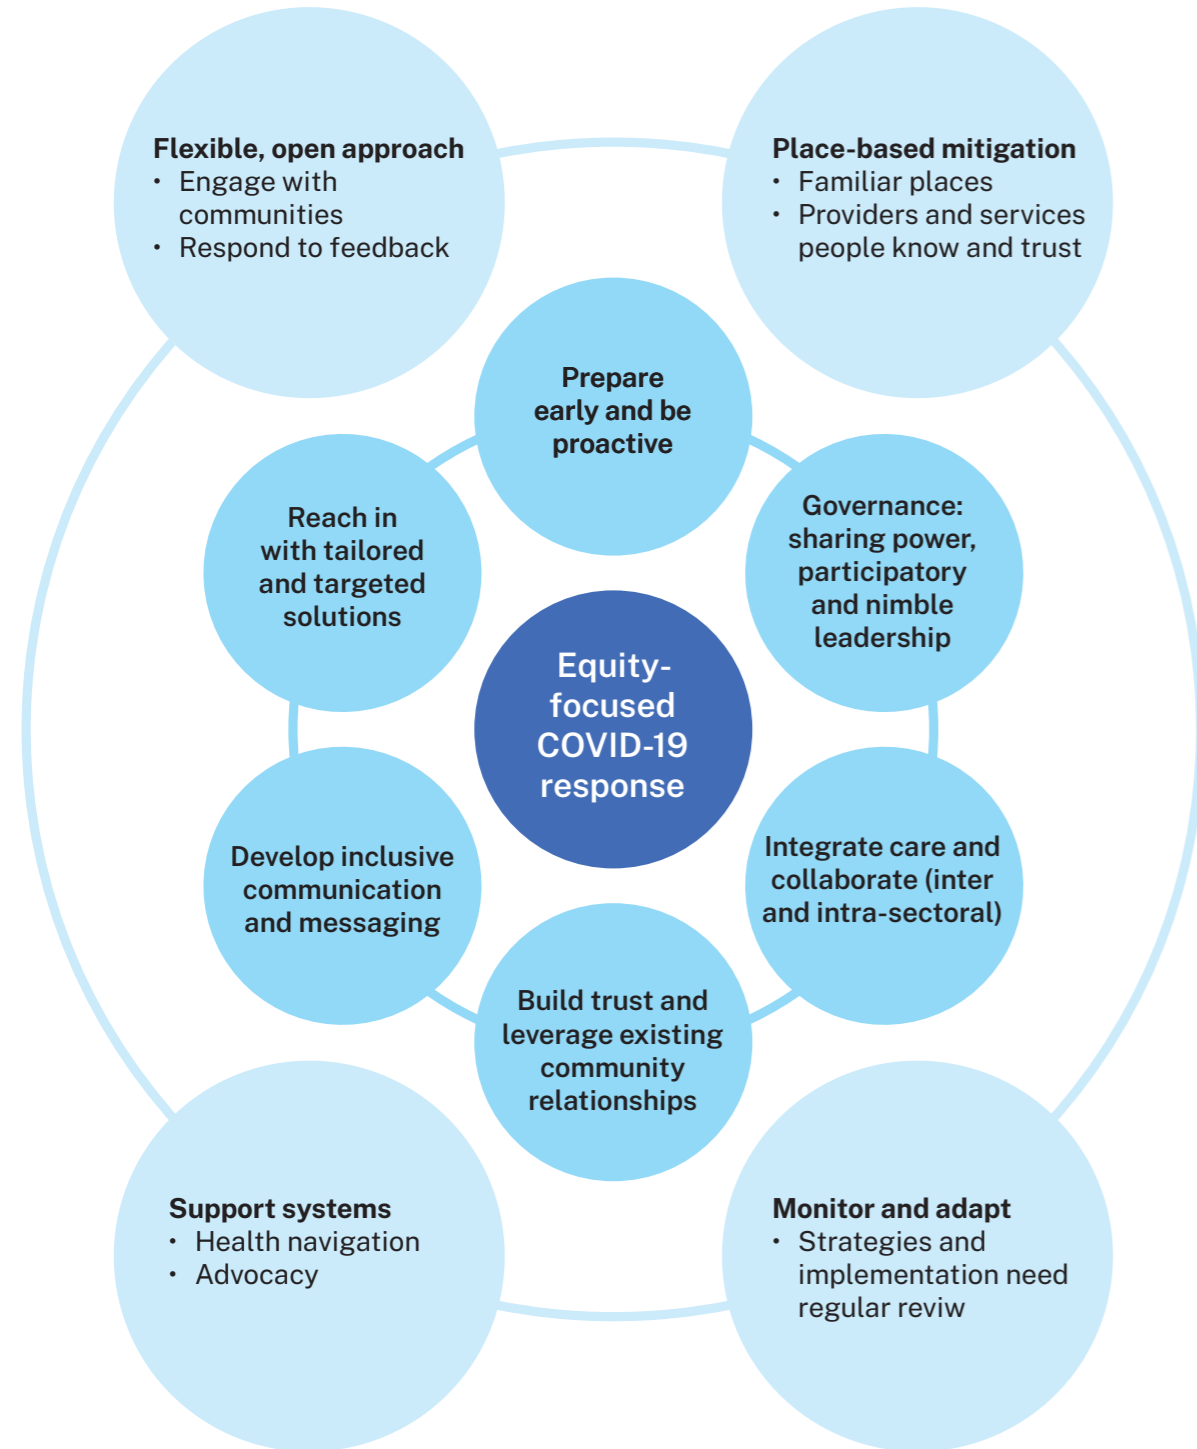 Flexible, open approach
• Engage with
communities
• Respond to feedback
Place-based mitigation
• Familiar places
• Providers and services
people know and trust
Prepare
early and be
proactive
Reach in
with tailored
and targeted
solutions
Governance:
sharing power,
participatory
and nimble
leadership
Equity-
focused
COVID-19
response
Develop inclusive
communication
and messaging
Integrate care and
collaborate (inter
and intra-sectoral)
Build trust and
leverage existing
community
relationships
Support systems
• Health navigation
• Advocacy
Monitor and adapt
• Strategies and
implementation need
regular reviw